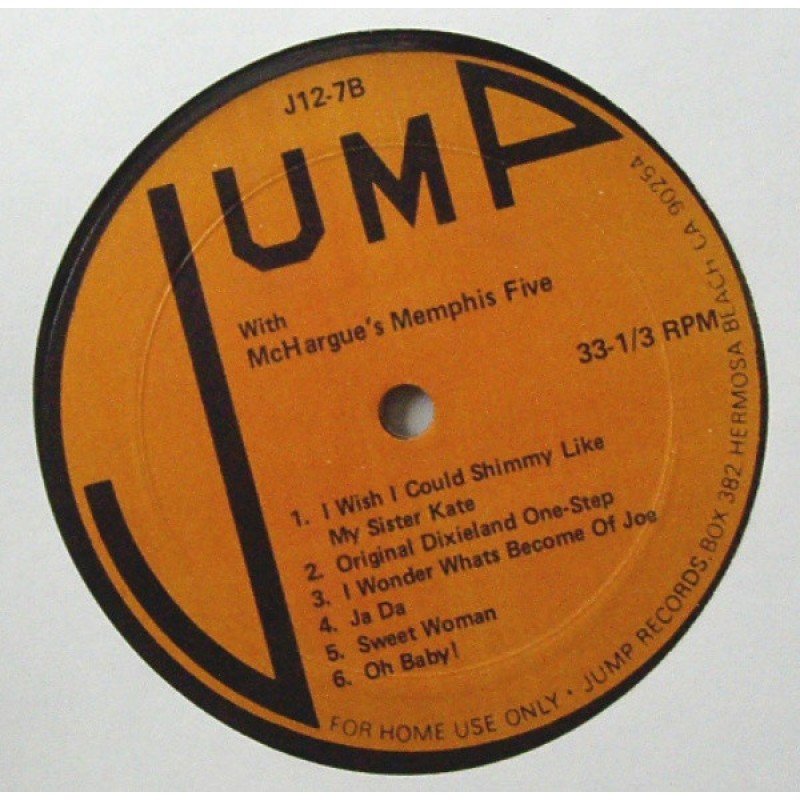 J12-7B
JUMP
With
McHargue's Memphis Five
33-1/3 RPM
1. I Wish I Could Shimmy Like
My Sister Kate
2. Original Dixieland One-Step
3. I Wonder Whats Become Of Joe
4. Ja Da
5. Sweet Woman
6. Oh Baby!
FOR HOME USE ONLY · JUMP RECORDS, BOX 382 HERMOSA BLEACH CA 90254